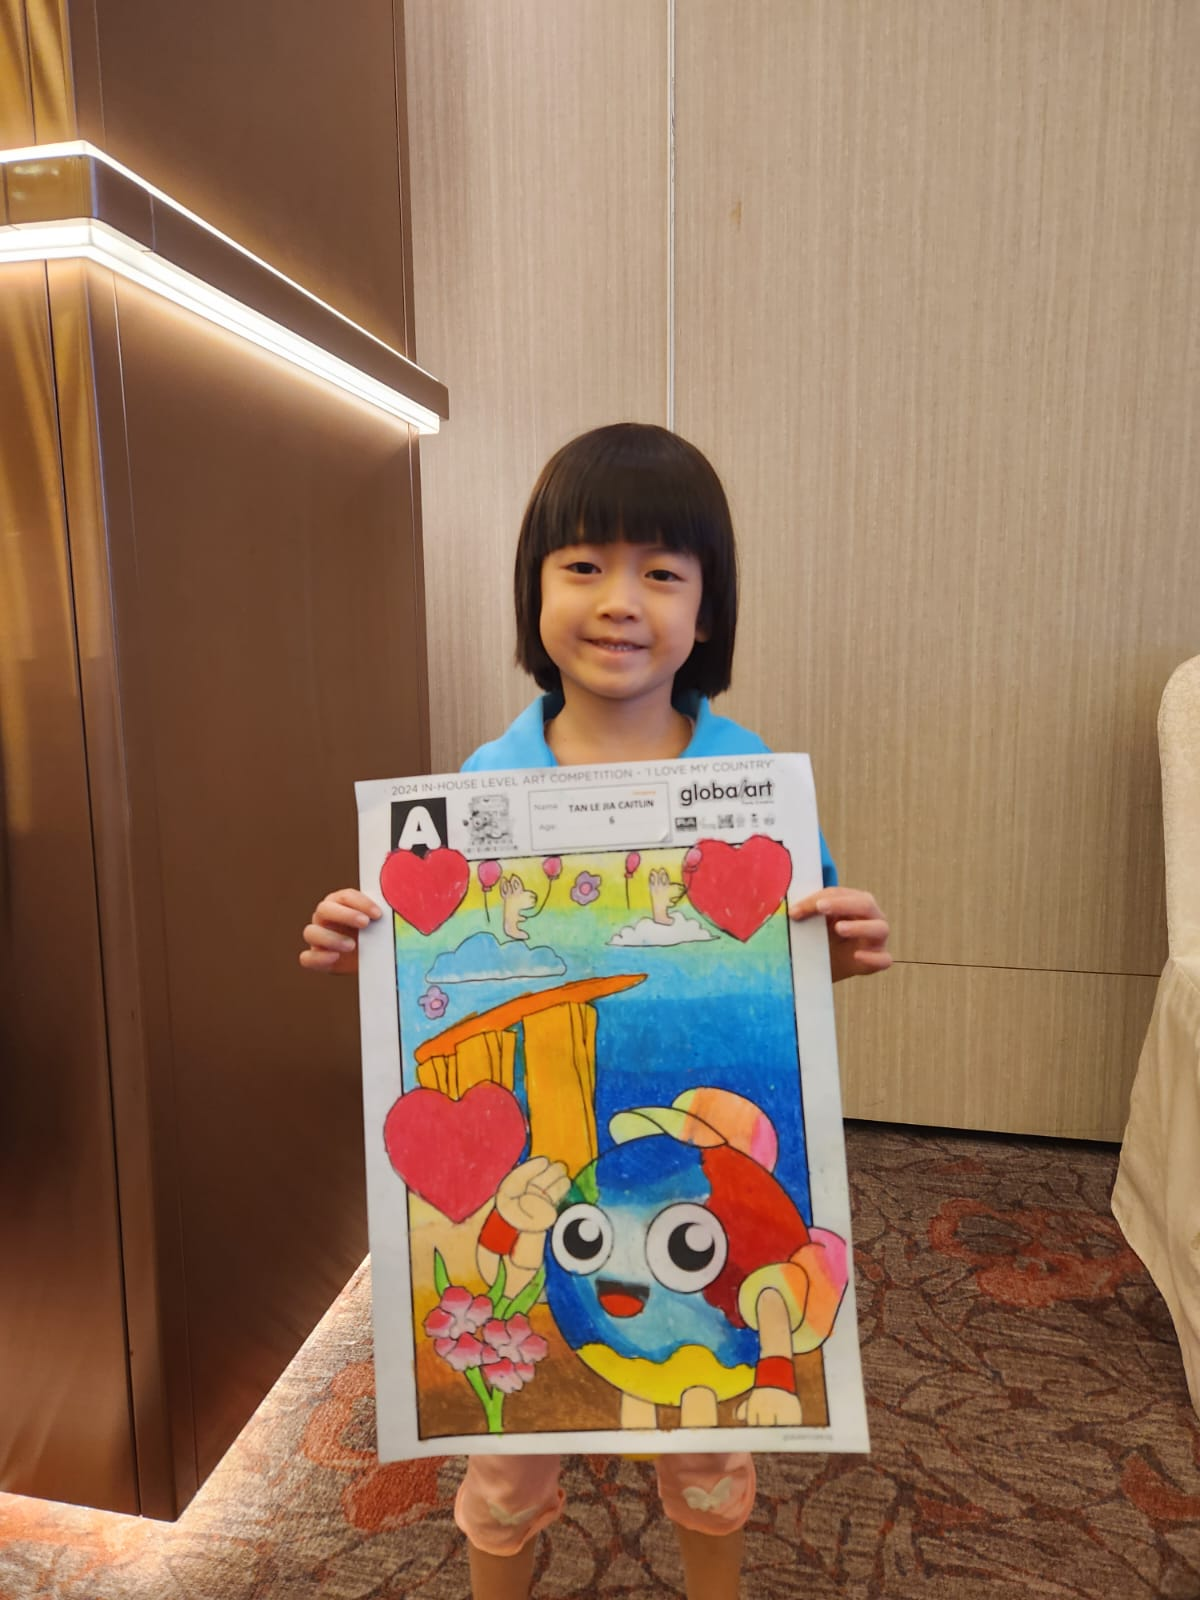 2024 IN-HOUSE LEVEL ART COMPETITION - 'I LOVE MY COUNTRY'
A
Name: TAN LE JIA CAITLIN
Age: 6
globalart